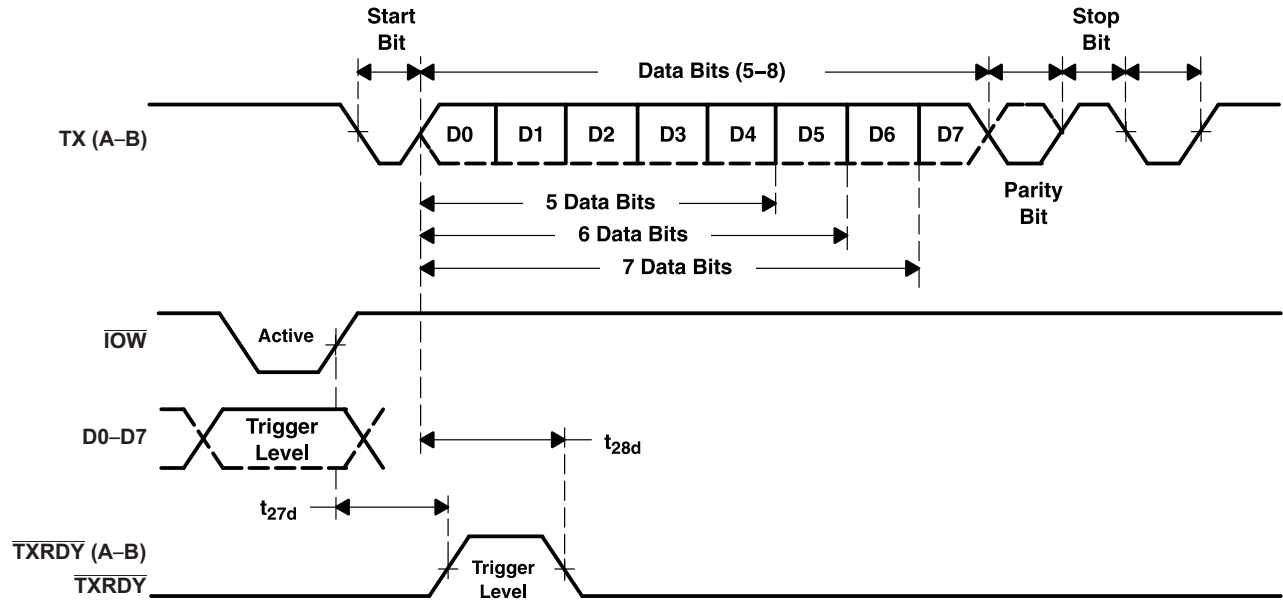 Start
Bit
Stop
Bit
Data Bits (5–8)
TX (A–B)
D0 D1 D2 D3 D4 D5 D6 D7
Parity
Bit
5 Data Bits
6 Data Bits
7 Data Bits
IOW
Active
D0–D7
Trigger
Level
t28d
t27d
TXRDY (A–B)
TXRDY
Trigger
Level